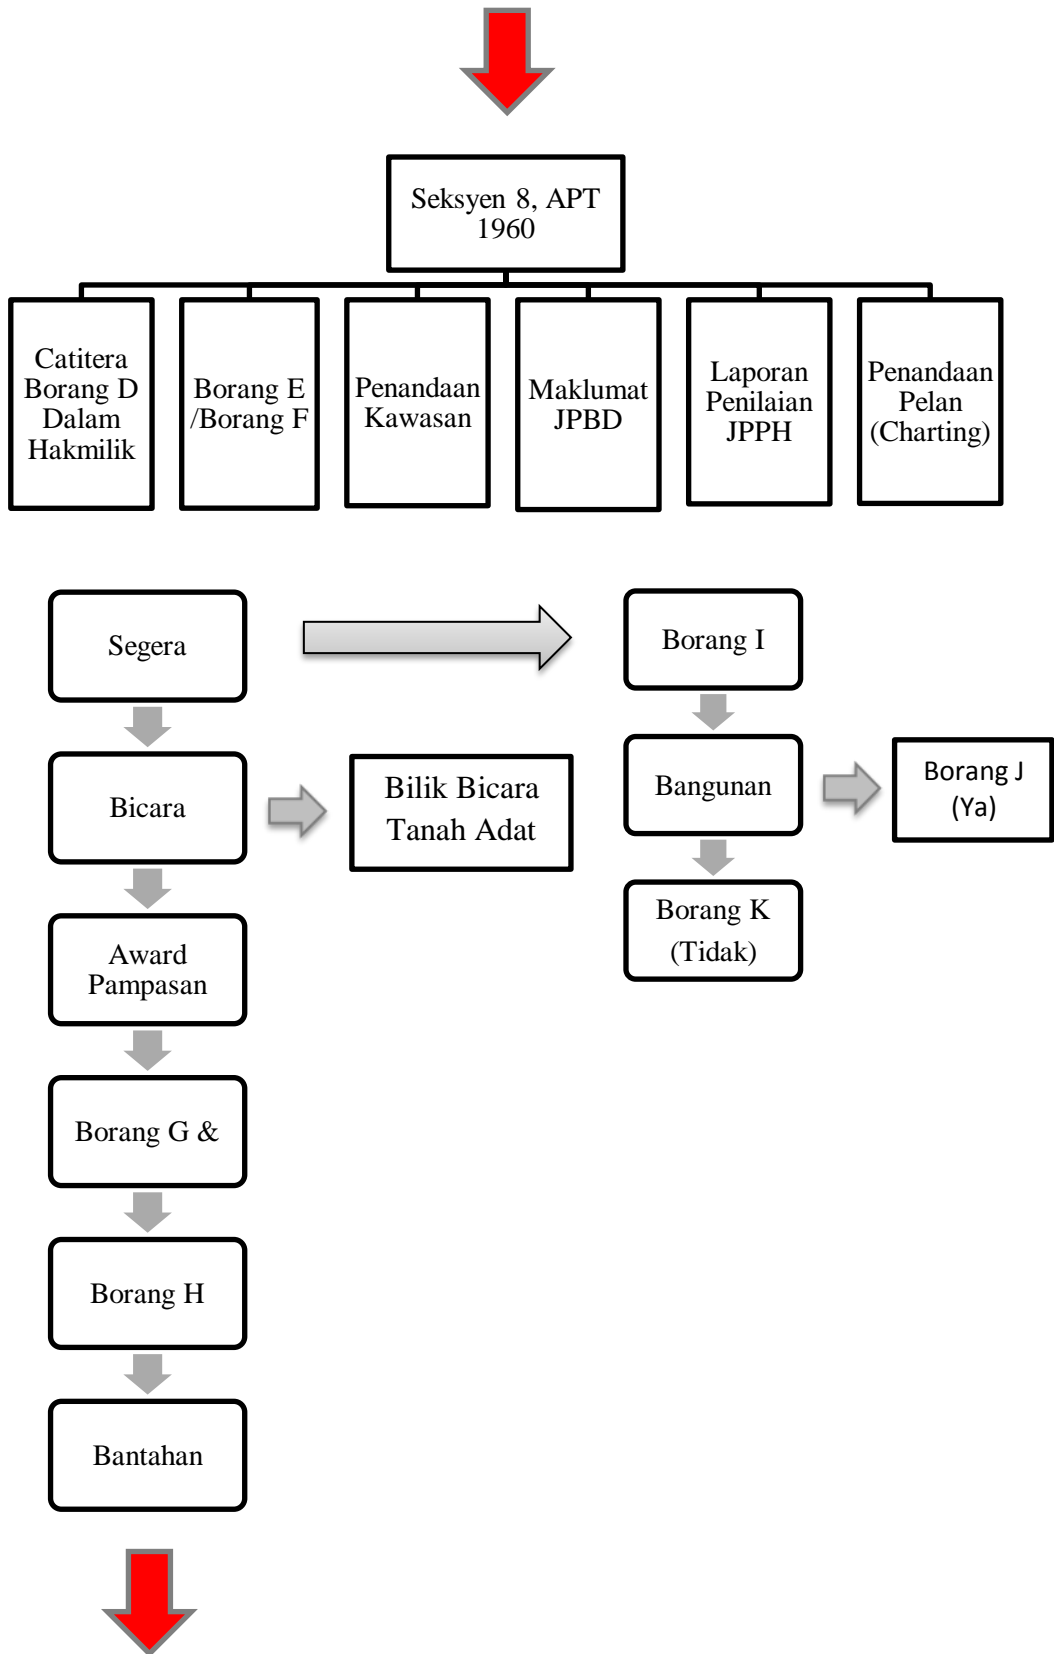 Seksyen 8, APT
1960
Catitera
Borang D
Dalam
Hakmilik
Borang E
/Borang F
Penandaan
Kawasan
Maklumat
JPBD
Laporan
Penilaian
JPPH
Penandaan
Pelan
(Charting)
Segera
Borang I
Bicara
Bilik Bicara
Tanah Adat
Bangunan
Borang J
(Ya)
Award
Pampasan
Borang K
(Tidak)
Borang G &
Borang H
Bantahan